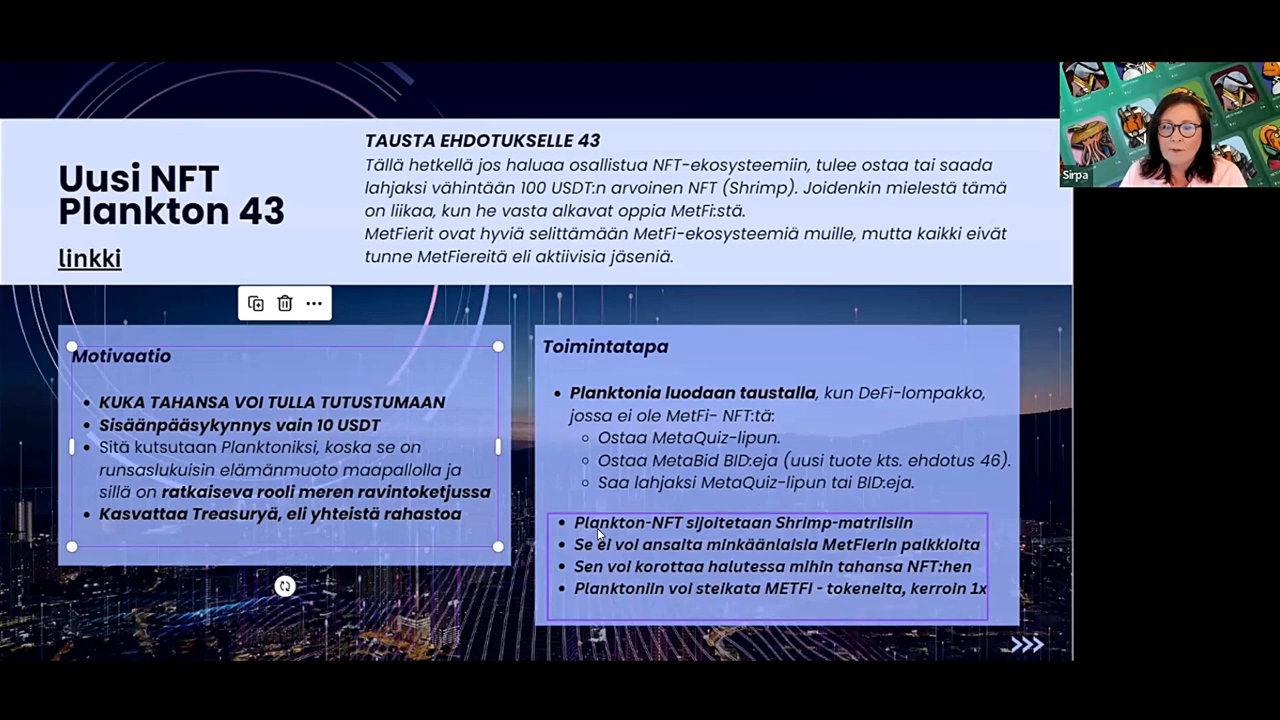 Uusi NFT
Plankton 43
linkki
TAUSTA EHDOTUKSELLE 43
Tällä hetkellä jos haluaa osallistua NFT-ekosysteemiin, tulee ostaa tai saada
lahjaksi vähintään 100 USDT:n arvoinen NFT (Shrimp). Joidenkin mielestä tämä
on liikaa, kun he vasta alkavat oppia MetFi:stä.
MetFierit ovat hyviä selittämään MetFi-ekosysteemiä muille, mutta kaikki eivät
tunne MetFiereitä eli aktiivisia jäseniä.
Sirpa
Motivaatio
• KUKA TAHANSA VOI TULLA TUTUSTUMAAN
• Sisäänpääsykynnys vain 10 USDT
• Sitä kutsutaan Planktoniksi, koska se on
runsaslukuisin elämänmuoto maapallolla ja
sillä on ratkaiseva rooli meren ravintoketjussa
• Kasvattaa Treasuryä, eli yhteistä rahastoa
Toimintatapa
• Planktonia luodaan taustalla, kun DeFi-lompakko,
jossa ei ole MetFi- NFT:tä:
◦ Ostaa MetaQuiz-lipun.
◦ Ostaa MetaBid BID:eja (uusi tuote kts. ehdotus 46).
◦ Saa lahjaksi MetaQuiz-lipun tai BID:eja.
• Plankton-NFT sijoitetaan Shrimp-matriisiin
• Se ei voi ansaita minkäänlaisia MetFierin palkkioita
• Sen voi korottaa halutessa mihin tahansa NFT:hen
• Planktoniin voi steikata METFI - tokeneita, kerroin 1x